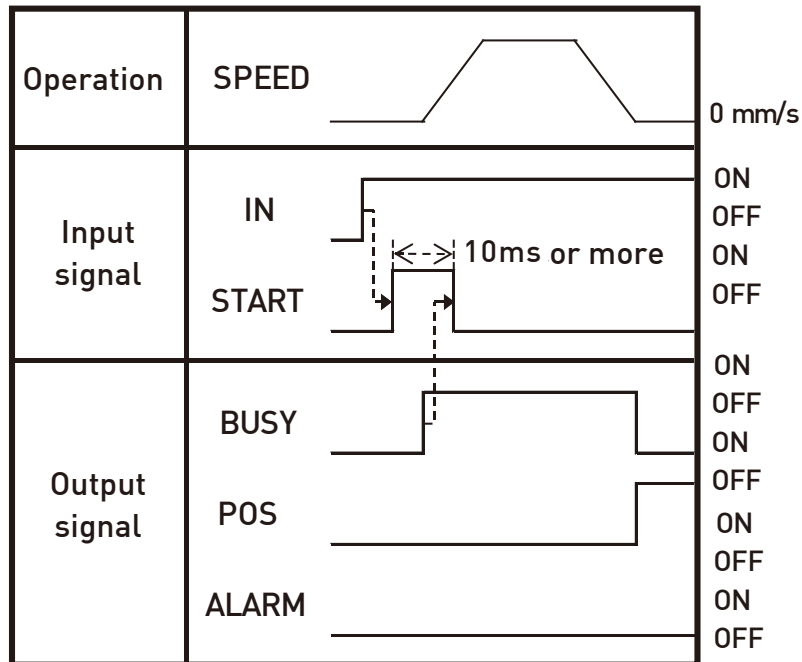 Operation
SPEED
0 mm/s
Input
signal
IN
ON
OFF
10ms or more
ON
START
OFF
Output
signal
ON
BUSY
OFF
ON
POS
OFF
ON
OFF
ALARM
ON
OFF